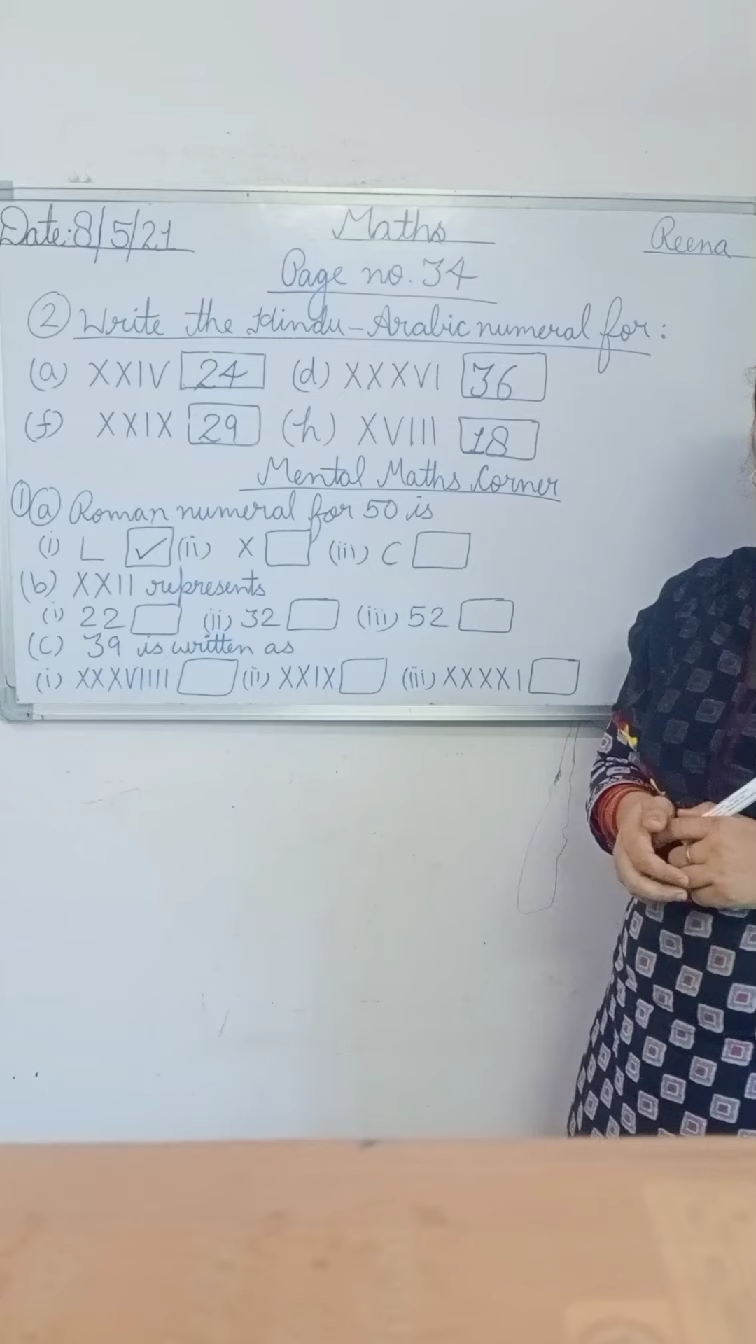 Date: 8/5/21 Maths Reena
Page no. 34
② Write the Hindu-Arabic numeral for:
(a) XXIV 24 (d) XXXVI 36
(f) XXIX 29 (h) XVIII 18
Mental Maths Corner
① (a) Roman numeral for 50 is
(i) L ✓ (ii) X (iii) C
(b) XXII represents
(i) 22 (ii) 32 (iii) 52
(c) 39 is written as
(i) XXXVIIII (ii) XXIX (iii) XXXXI